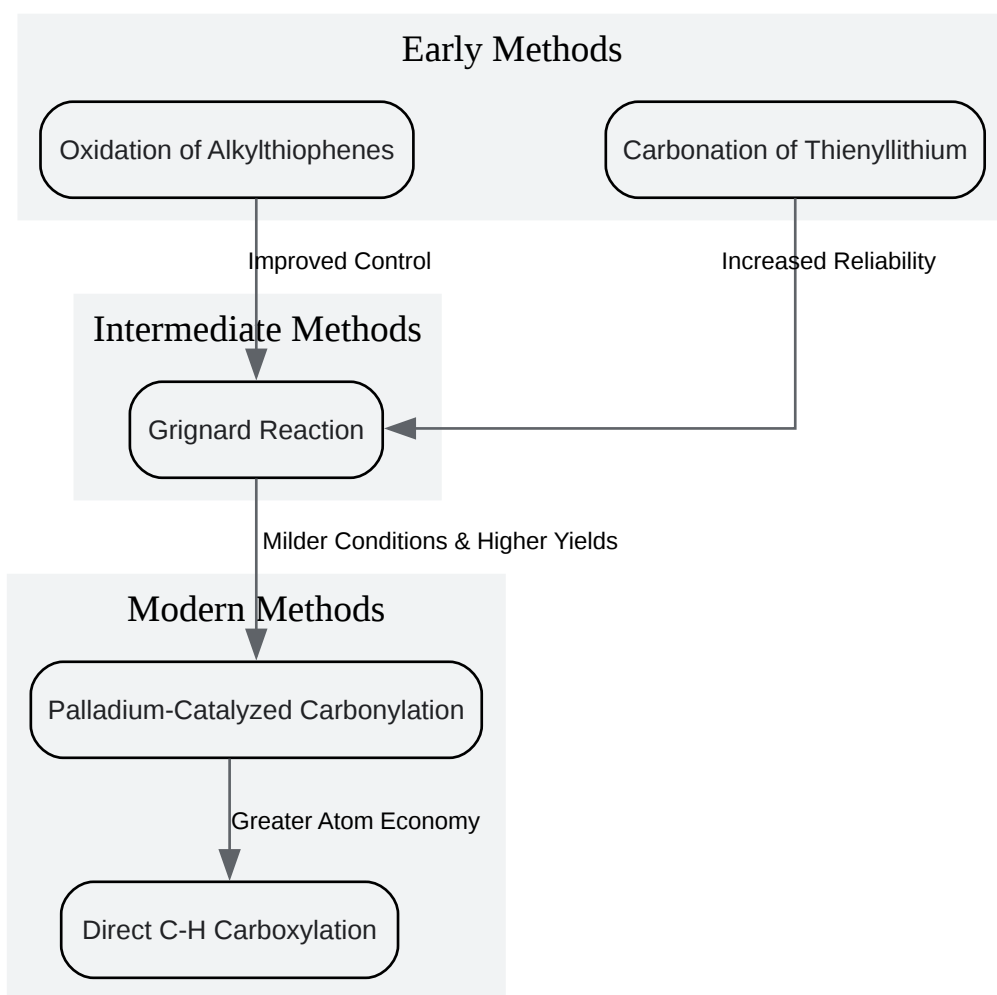 Early Methods
Oxidation of Alkylthiophenes
Carbonation of Thienyllithium
Improved Control
Increased Reliability
Intermediate Methods
Grignard Reaction
Milder Conditions & Higher Yields
Modern Methods
Palladium-Catalyzed Carbonylation
Greater Atom Economy
Direct C-H Carboxylation